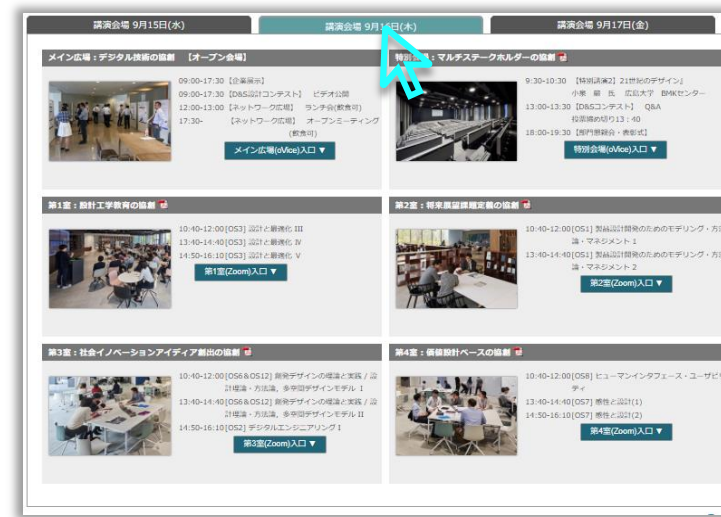 講演会場 9月15日(水)
講演会場 9月16日(木)
講演会場 9月17日(金)
メイン広場：デジタル技術の協創 【オープン会場】
09:00-17:30【企業展示】
09:00-17:30【D&S設計コンテスト】 ビデオ公開
12:00-13:00【ネットワーク広場】 ランチ会(飲食可)
17:30- 【ネットワーク広場】 オープンミーティング
(飲食可)
メイン広場(oVice)入口 ▼
特別会場：マルチステークホルダーの協創
9:30-10:30 【特別講演2】21世紀のデザイン』
氏 広島大学 BMKセンター
13:00-13:30【D&Sコンテスト】 Q&A
投票締め切り13：40
18:00-19:30【部門懇親会・表彰式】
特別会場(oVice)入口 ▼
第1室：設計工学教育の協創
10:40-12:00[OS3] 設計と最適化 III
13:40-14:40[OS3] 設計と最適化 IV
14:50-16:10[OS3] 設計と最適化 V
第1室(Zoom)入口 ▼
第2室：将来展望課題定義の協創
10:40-12:00[OS1] 製品設計開発のためのモデリング・方法
論・マネジメント 1
13:40-14:40[OS1] 製品設計開発のためのモデリング・方法
論・マネジメント 2
第2室(Zoom)入口 ▼
第3室：社会イノベーションアイディア創出の協創
10:40-12:00[OS6&OS12] 創発デザインの理論と実践 / 設
計理論・方法論，多空間デザインモデル I
13:40-14:40[OS6&OS12] 創発デザインの理論と実践 / 設
計理論・方法論，多空間デザインモデル II
14:50-16:10[OS2] デジタルエンジニアリング I
第3室(Zoom)入口 ▼
第4室：価値設計ベースの協創
10:40-12:00[OS8] ヒューマンインタフェース・ユーザビリ
ティ
13:40-14:40[OS7] 感性と設計(1)
14:50-16:10[OS7] 感性と設計(2)
第4室(Zoom)入口 ▼